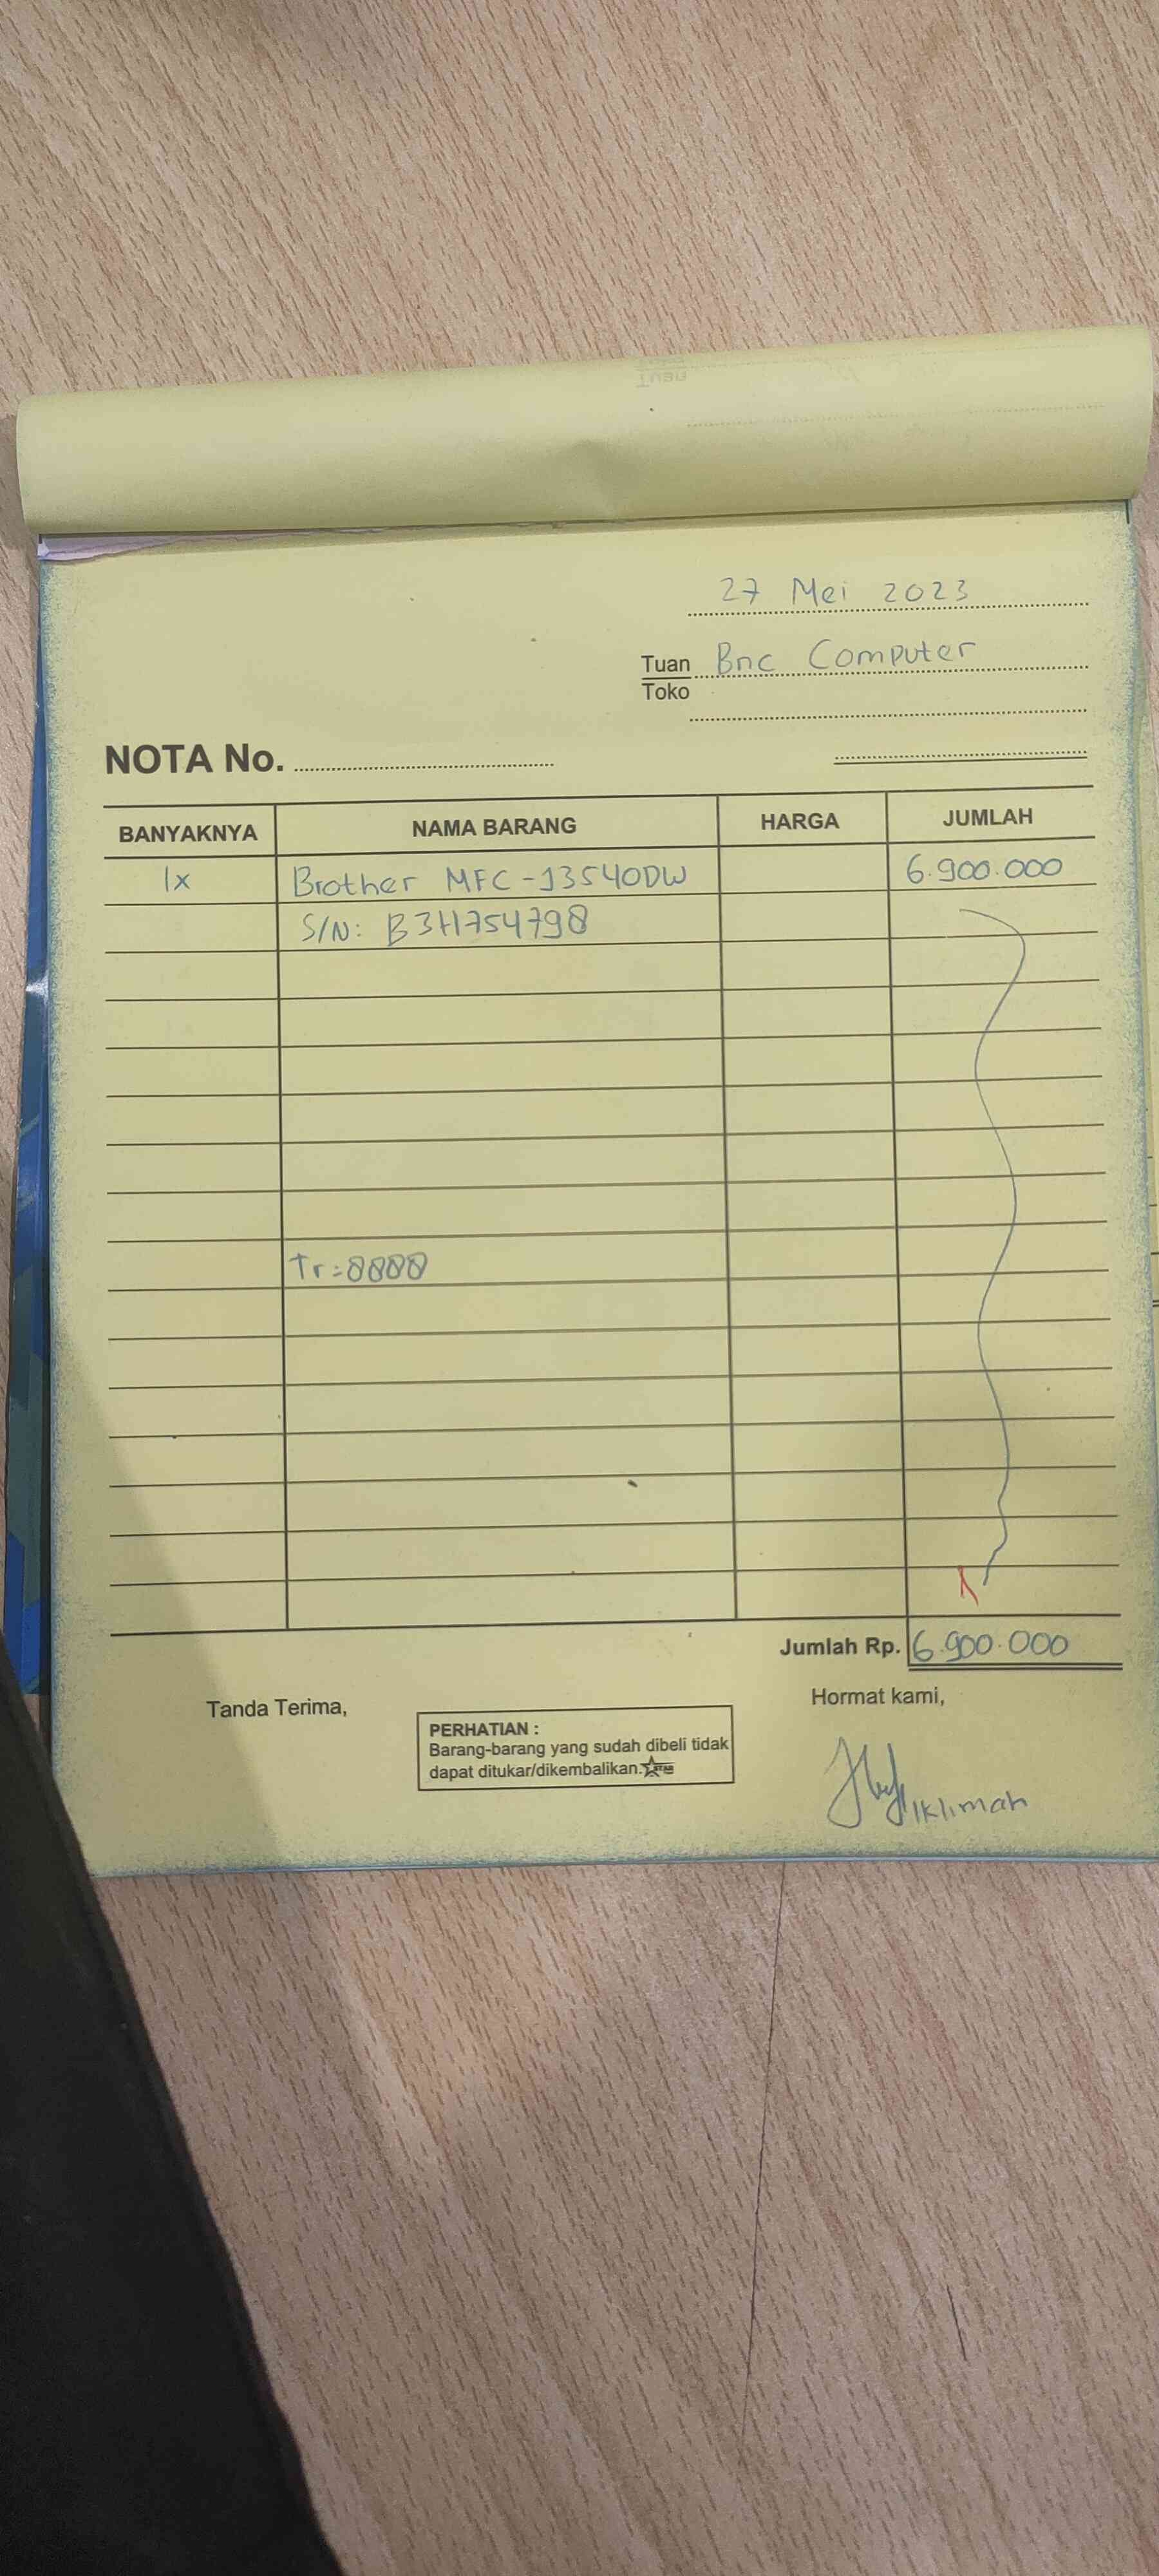 27 Mei 2023
Tuan Bnc Computer
Toko
NOTA No.
BANYAKNYA NAMA BARANG HARGA JUMLAH
1x Brother MFC-J3540DW 6.900.000
S/N: B3H754798
Tr=8888
Jumlah Rp. 6.900.000
Tanda Terima,
Hormat kami,
PERHATIAN :
Barang-barang yang sudah dibeli tidak
dapat ditukar/dikembalikan.
Iklimah